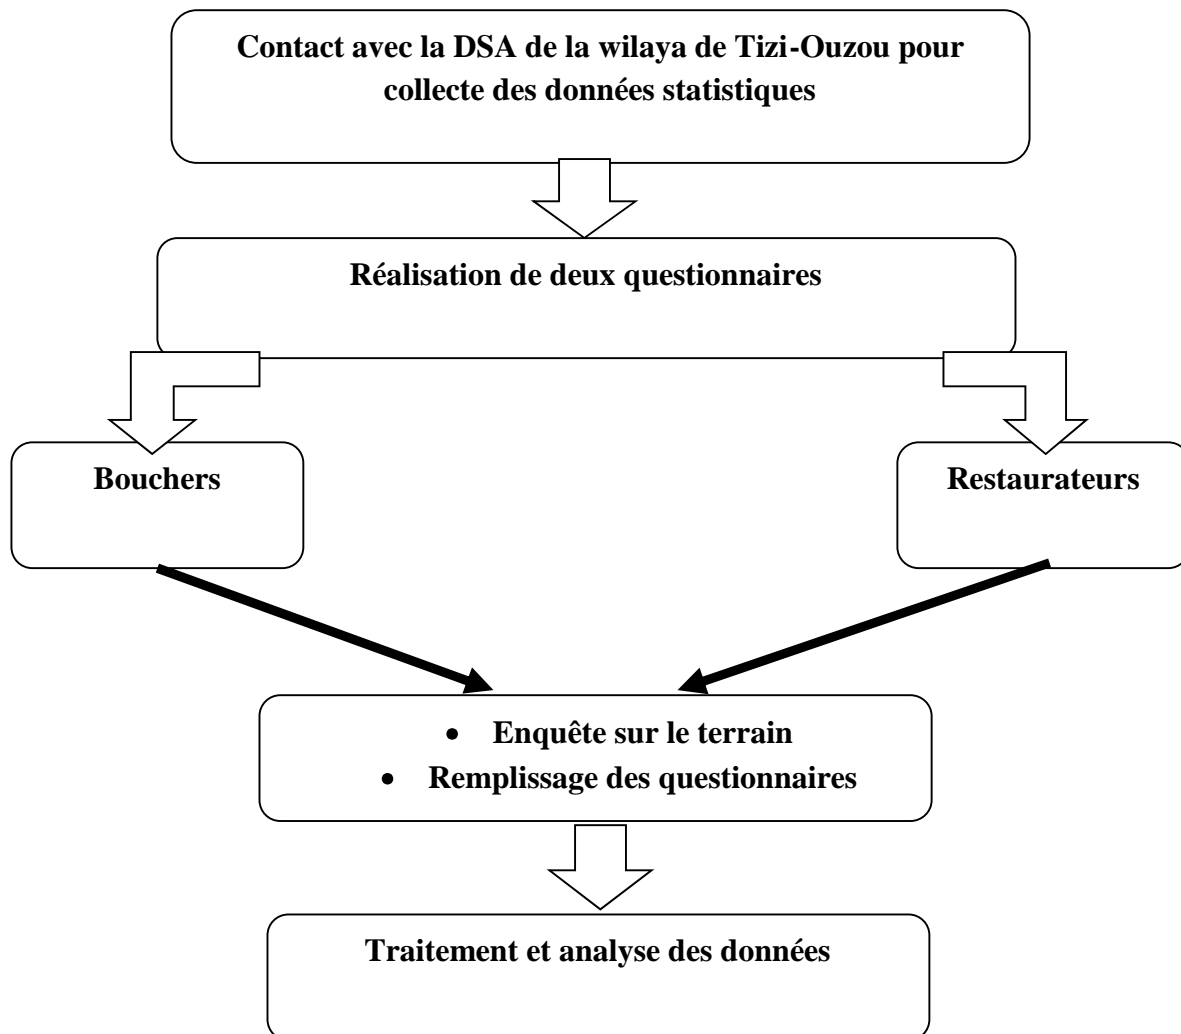 Contact avec la DSA de la wilaya de Tizi-Ouzou pour
collecte des données statistiques
Réalisation de deux questionnaires
Bouchers
Restaurateurs
• Enquête sur le terrain
• Remplissage des questionnaires
Traitement et analyse des données